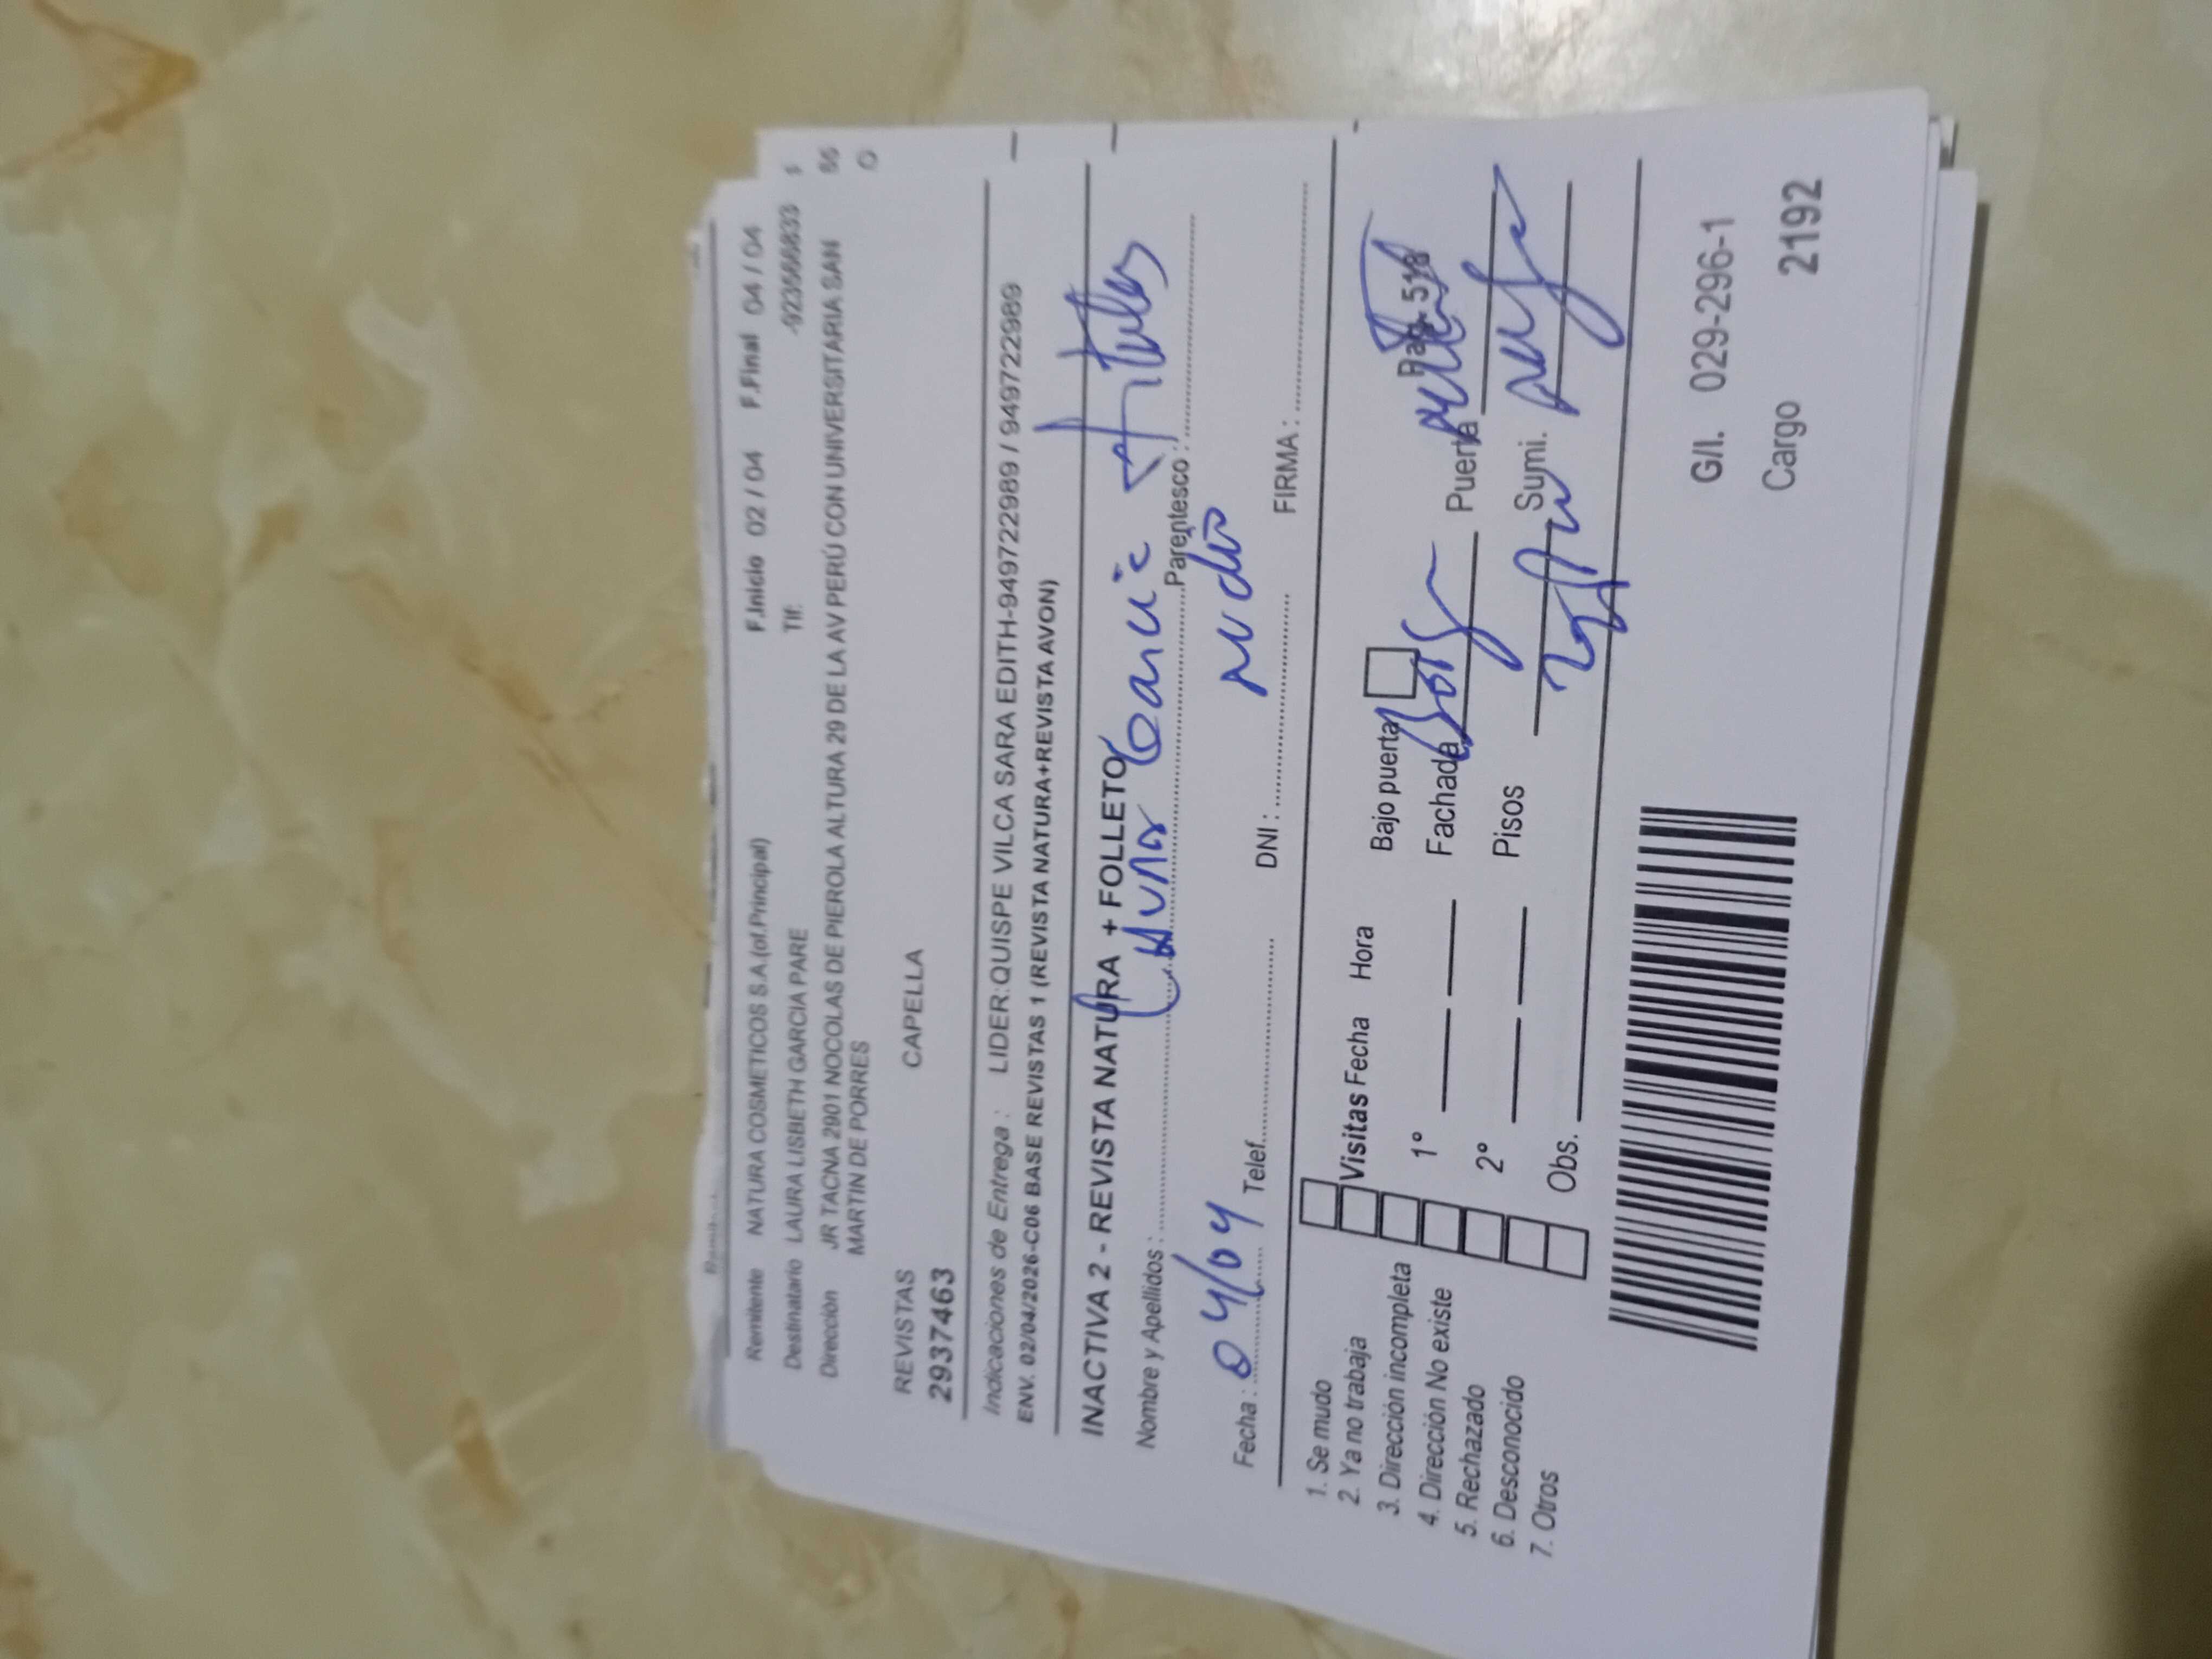 Remitente NATURA COSMETICOS S.A.(of.Principal) F.Inicio 02 / 04 F.Final 04 / 04
Destinatario LAURA LISBETH GARCIA PARE Tlf:
Dirección JR TACNA 2901 NOCOLAS DE PIEROLA ALTURA 29 DE LA AV PERÚ CON UNIVERSITARIA SAN
MARTIN DE PORRES
REVISTAS CAPELLA
2937463
Indicaciones de Entrega : LIDER:QUISPE VILCA SARA EDITH-949722989 / 949722989
ENV. 02/04/2026-C06 BASE REVISTAS 1 (REVISTA NATURA+REVISTA AVON)
INACTIVA 2 - REVISTA NATURA + FOLLETO
Nombre y Apellidos : Parentesco :
Fecha : 04/04 Telef. DNI : FIRMA :
1. Se mudo
2. Ya no trabaja Visitas Fecha Hora Bajo puerta
3. Dirección incompleta
4. Dirección No existe 1° Fachada Puerta
5. Rechazado
6. Desconocido 2° Pisos Sumi.
7. Otros Obs.
G/I. 029-296-1
Cargo 2192